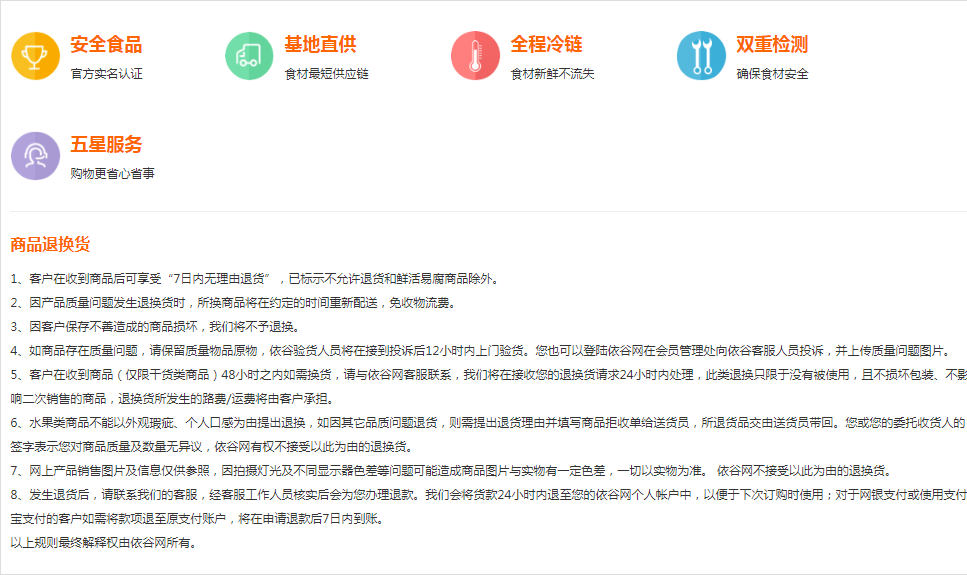 安全食品
官方实名认证
基地直供
食材最短供应链
全程冷链
食材新鲜不流失
双重检测
确保食材安全
五星服务
购物更省心省事
商品退换货
1、客户在收到商品后可享受“7日内无理由退货”，已标示不允许退货和鲜活易腐商品除外。
2、因产品质量问题发生退换货时，所换商品将在约定的时间重新配送，免收物流费。
3、因客户保存不善造成的商品损坏，我们将不予退换。
4、如商品存在质量问题，请保留质量物品原物，依谷验货人员将在接到投诉后12小时内上门验货。您也可以登陆依谷网在会员管理处向依谷客服人员投诉，并上传质量问题图片。
5、客户在收到商品（仅限干货类商品）48小时之内如需换货，请与依谷网客服联系，我们将在接收您的退换货请求24小时内处理，此类退换只限于没有被使用，且不损坏包装、不影
响二次销售的商品，退换货所发生的路费/运费将由客户承担。
6、水果类商品不能以外观瑕疵、个人口感为由提出退换，如因其它品质问题退货，则需提出退货理由并填写商品拒收单给送货员，所退货品交由送货员带回。您或您的委托收货人的
签字表示您对商品质量及数量无异议，依谷网有权不接受以此为由的退换货。
7、网上产品销售图片及信息仅供参照，因拍摄灯光及不同显示器色差等问题可能造成商品图片与实物有一定色差，一切以实物为准。 依谷网不接受以此为由的退换货。
8、发生退货后，请联系我们的客服，经客服工作人员核实后会为您办理退款。我们会将货款24小时内退至您的依谷网个人帐户中，以便于下次订购时使用；对于网银支付或使用支付
宝支付的客户如需将款项退至原支付账户，将在申请退款后7日内到账。
以上规则最终解释权由依谷网所有。